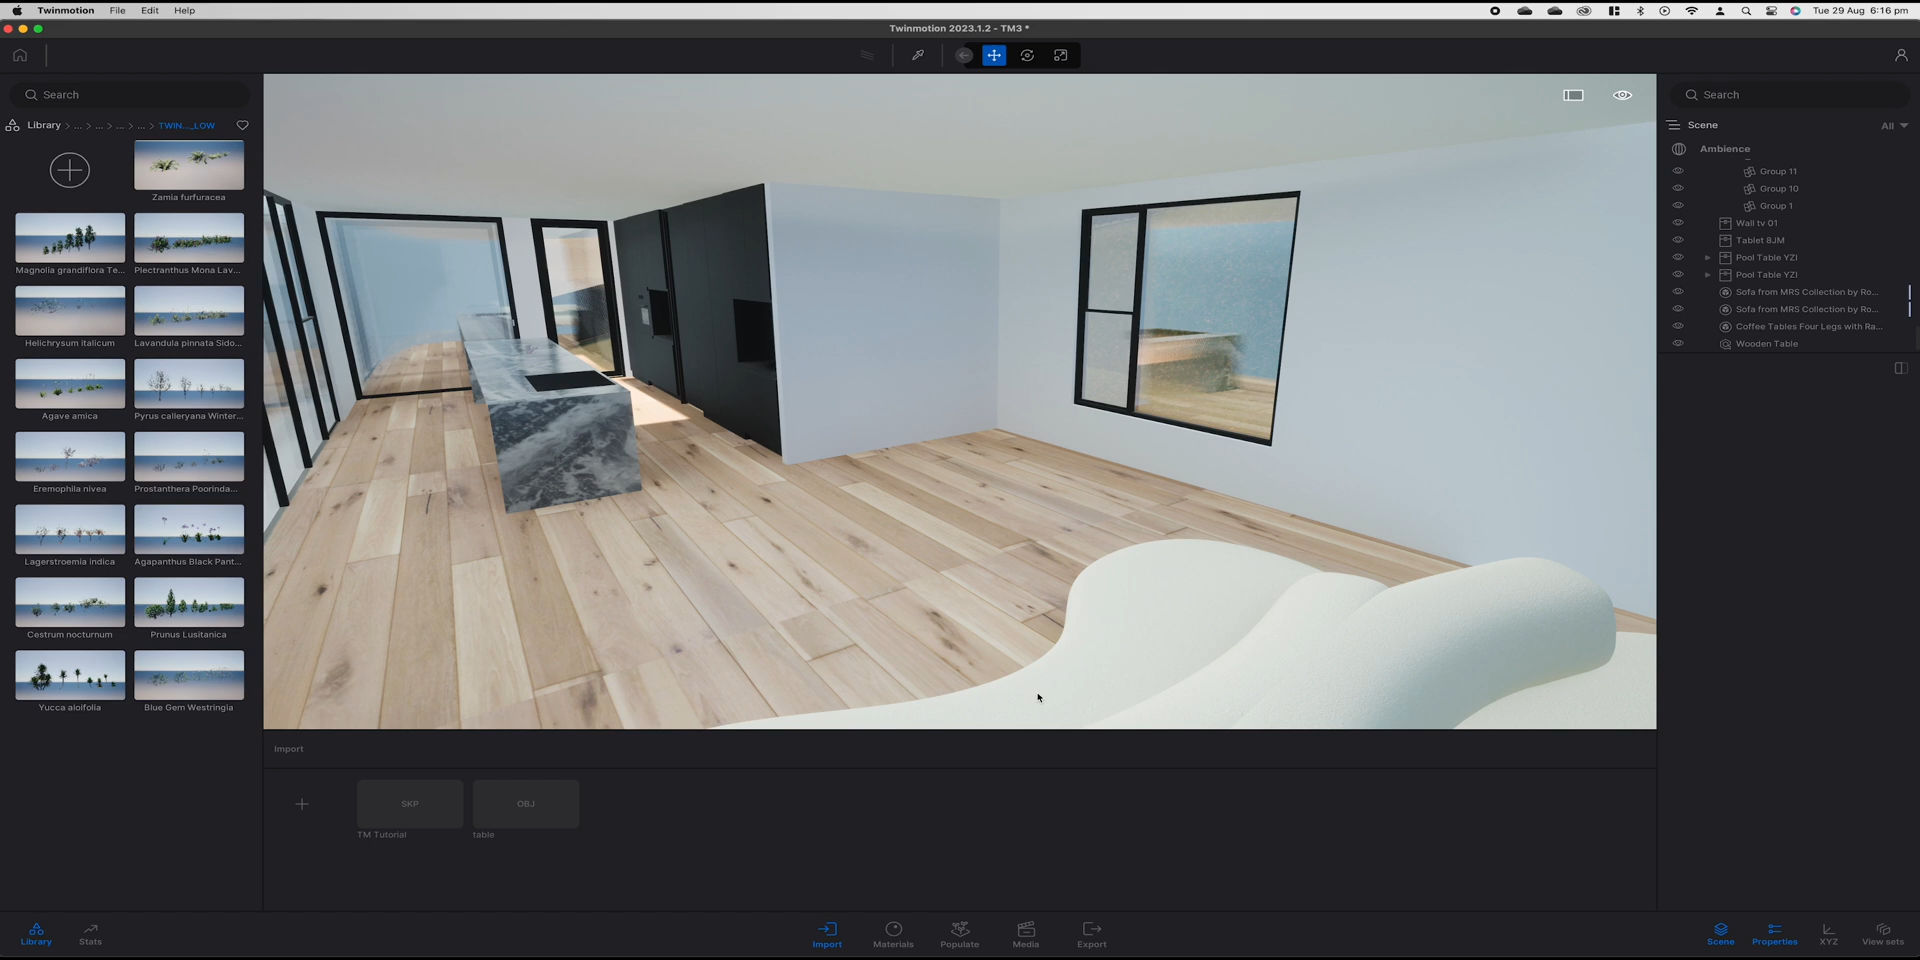 Twinmotion File Edit Help
Tue 29 Aug 6:16 pm
Twinmotion 2023.1.2 - TM3 *
Search
Library > ... > ... > ... > ... > TWIN..._LOW
Zamia furfuracea
Magnolia grandiflora Te...
Plectranthus Mona Lav...
Helichrysum italicum
Lavandula pinnata Sido...
Agave amica
Pyrus calleryana Winter...
Eremophila nivea
Prostanthera Poorinda...
Lagerstroemia indica
Agapanthus Black Pant...
Cestrum nocturnum
Prunus Lusitanica
Yucca aloifolia
Blue Gem Westringia
Library
Stats
Import
SKP
OBJ
TM Tutorial
table
Import
Materials
Populate
Media
Export
Search
Scene
All
Ambience
Group 11
Group 10
Group 1
Wall tv 01
Tablet 8JM
Pool Table YZI
Pool Table YZI
Sofa from MRS Collection by Ro...
Sofa from MRS Collection by Ro...
Coffee Tables Four Legs with Ra...
Wooden Table
Scene
Properties
XYZ
View sets